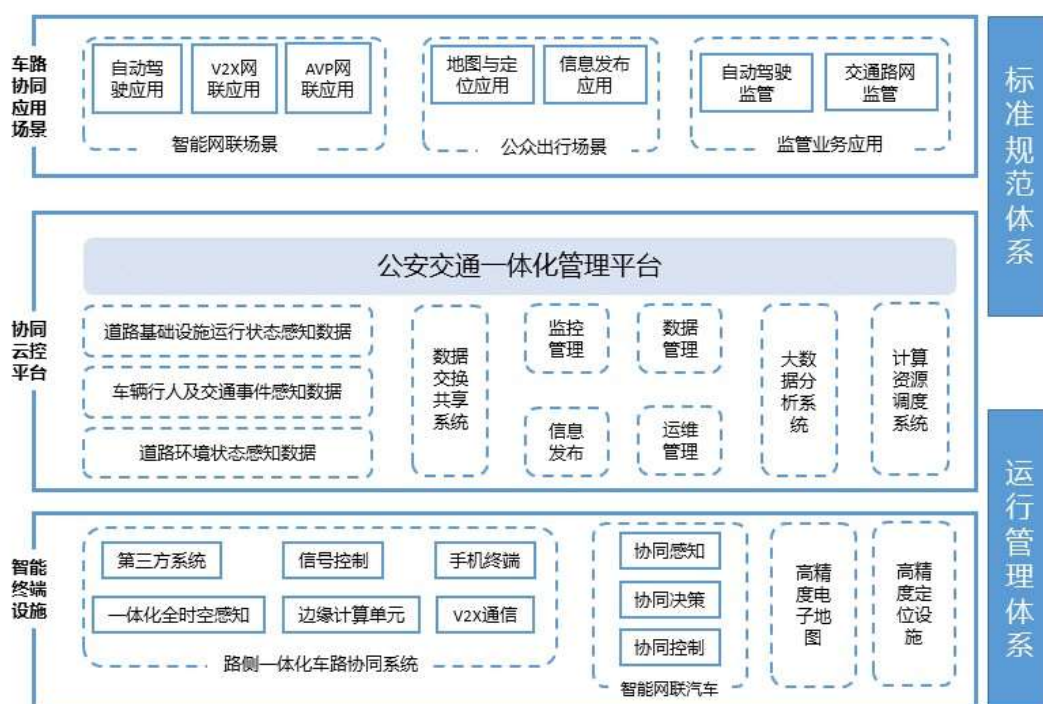 车路
协同
应用
场景
自动驾
驶应用
V2X网
联应用
AVP网
联应用
智能网联场景
地图与定
位应用
信息发布
应用
公众出行场景
自动驾驶
监管
交通路网
监管
监管业务应用
标准规范体系
协同
云控
平台
公安交通一体化管理平台
道路基础设施运行状态感知数据
车辆行人及交通事件感知数据
道路环境状态感知数据
数据
交换
共享
系统
监控
管理
数据
管理
信息
发布
运维
管理
大数
据分
析系
统
计算
资源
调度
系统
运行管理体系
智能
终端
设施
第三方系统
信号控制
手机终端
一体化全时空感知
边缘计算单元
V2X通信
路侧一体化车路协同系统
协同感知
协同决策
协同控制
智能网联汽车
高精
度电
子地
图
高精
度定
位设
施